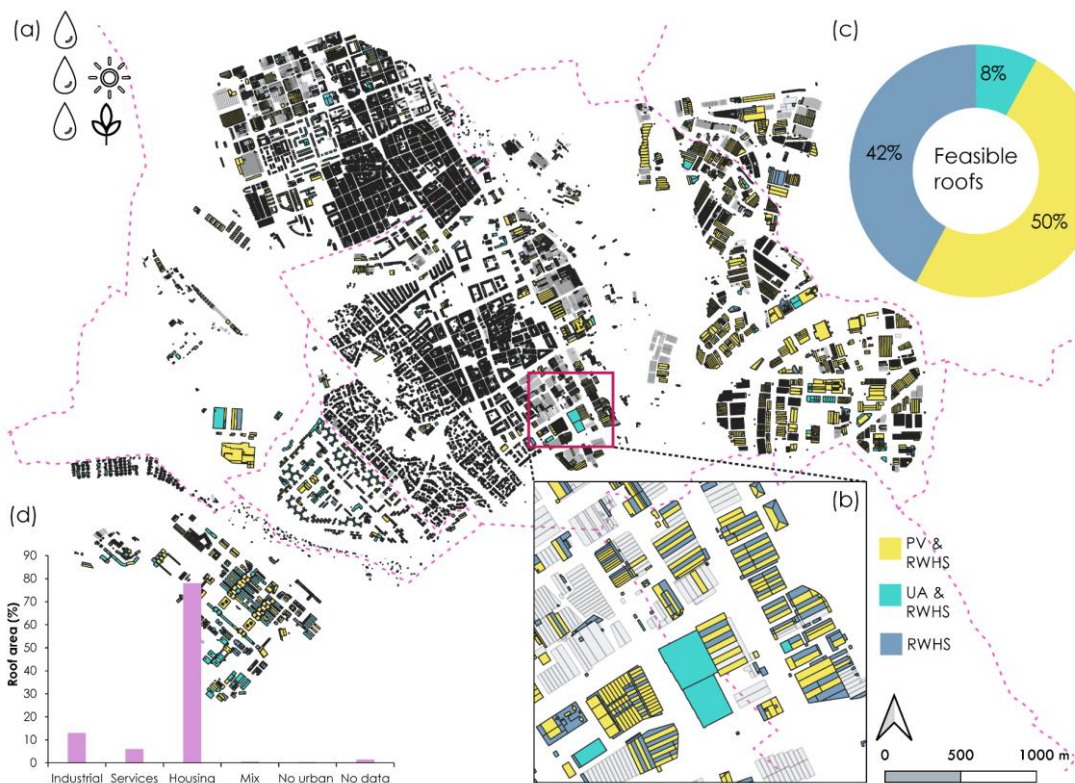 (a)
(c)
8%
42%
Feasible
roofs
50%
(b)
PV &
RWHS
UA &
RWHS
RWHS
0 500 1000 m
(d)
Roof area (%)
90
80
70
60
50
40
30
20
10
0
Industrial Services Housing Mix No urban No data